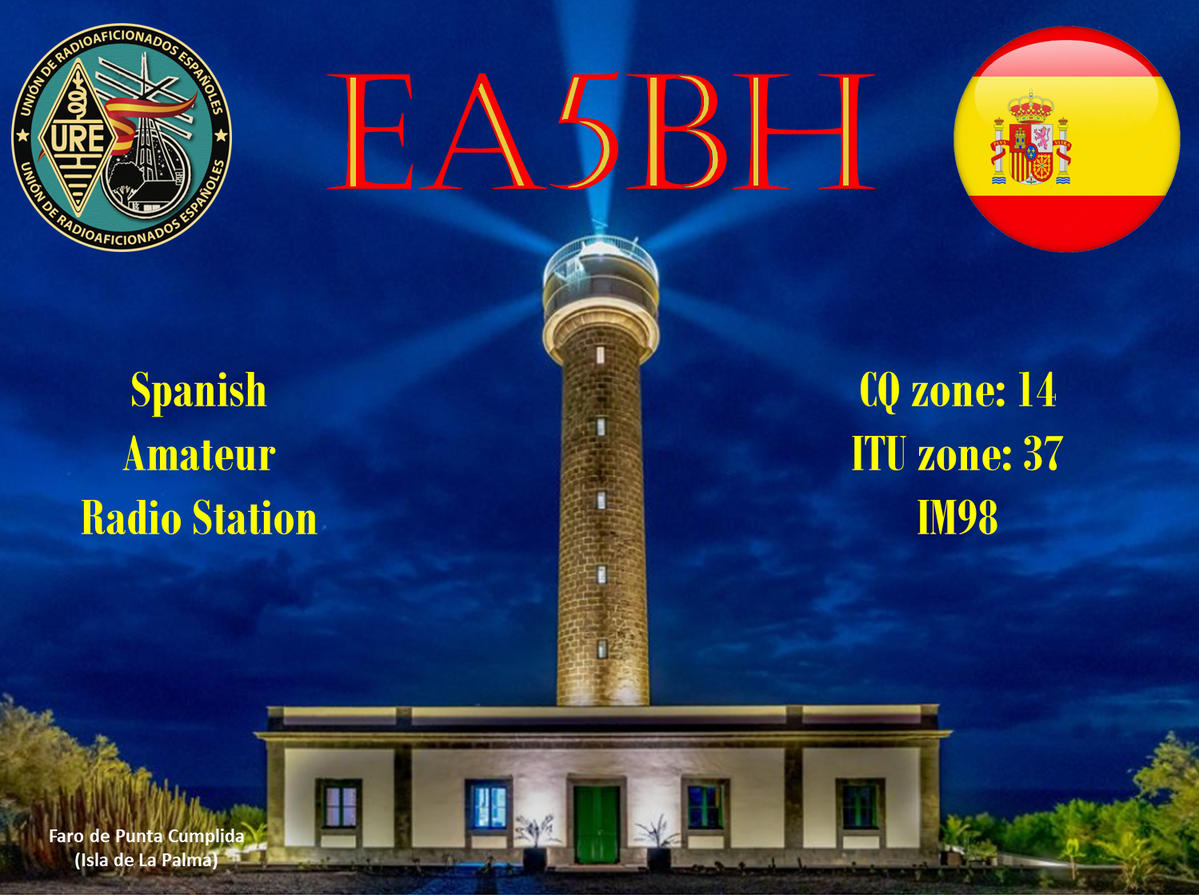 UNIÓN DE RADIOAFICIONADOS ESPAÑOLES
URE
UNIÓN DE RADIOAFICIONADOS ESPAÑOLES
EA5BH
Spanish
Amateur
Radio Station
CQ zone: 14
ITU zone: 37
IM98
Faro de Punta Cumplida
(Isla de La Palma)